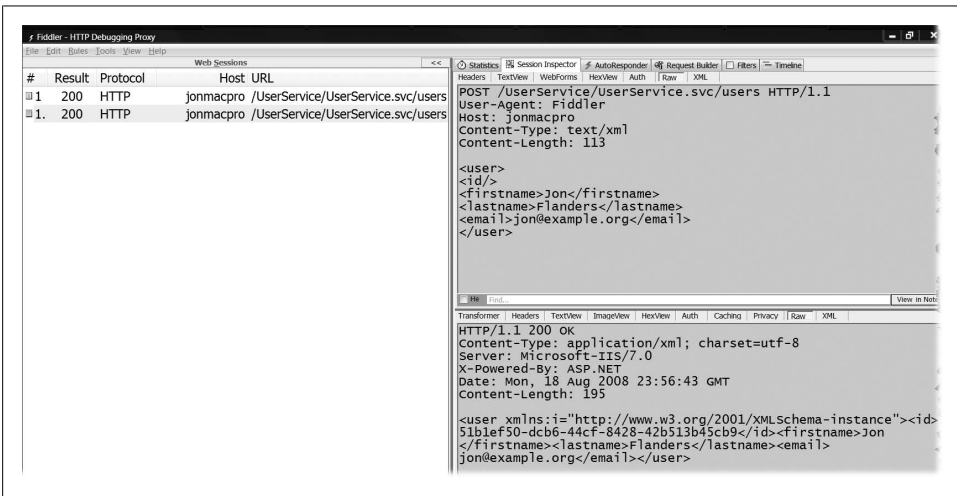 Fiddler - HTTP Debugging Proxy
File Edit Rules Tools View Help
Web Sessions <<
# Result Protocol Host URL
1 200 HTTP jonmacpro /UserService/UserService.svc/users
1. 200 HTTP jonmacpro /UserService/UserService.svc/users
Statistics Session Inspector AutoResponder Request Builder Filters Timeline
Headers TextView WebForms HexView Auth Raw XML
POST /UserService/UserService.svc/users HTTP/1.1
User-Agent: Fiddler
Host: jonmacpro
Content-Type: text/xml
Content-Length: 113
<user>
<id/>
<firstname>Jon</firstname>
<lastname>Flanders</lastname>
<email>jon@example.org</email>
</user>
He Find... View in Note
Transformer Headers TextView ImageView HexView Auth Caching Privacy Raw XML
HTTP/1.1 200 OK
Content-Type: application/xml; charset=utf-8
Server: Microsoft-IIS/7.0
X-Powered-By: ASP.NET
Date: Mon, 18 Aug 2008 23:56:43 GMT
Content-Length: 195
<user xmlns:i="http://www.w3.org/2001/XMLSchema-instance"><id>
51b1ef50-dcb6-44cf-8428-42b513b45cb9</id><firstname>Jon
</firstname><lastname>Flanders</lastname><email>
jon@example.org</email></user>